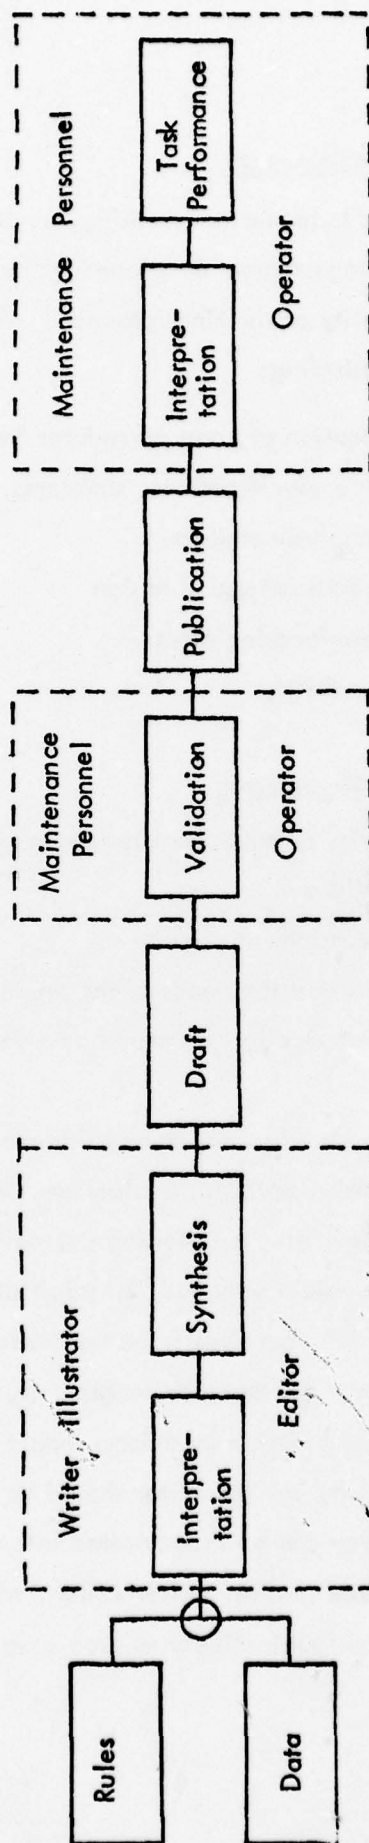 Rules
Data
Writer Illustrator
Interpre-
tation
Synthesis
Editor
Draft
Maintenance
Personnel
Validation
Operator
Publication
Maintenance Personnel
Interpre-
tation
Task
Performance
Operator